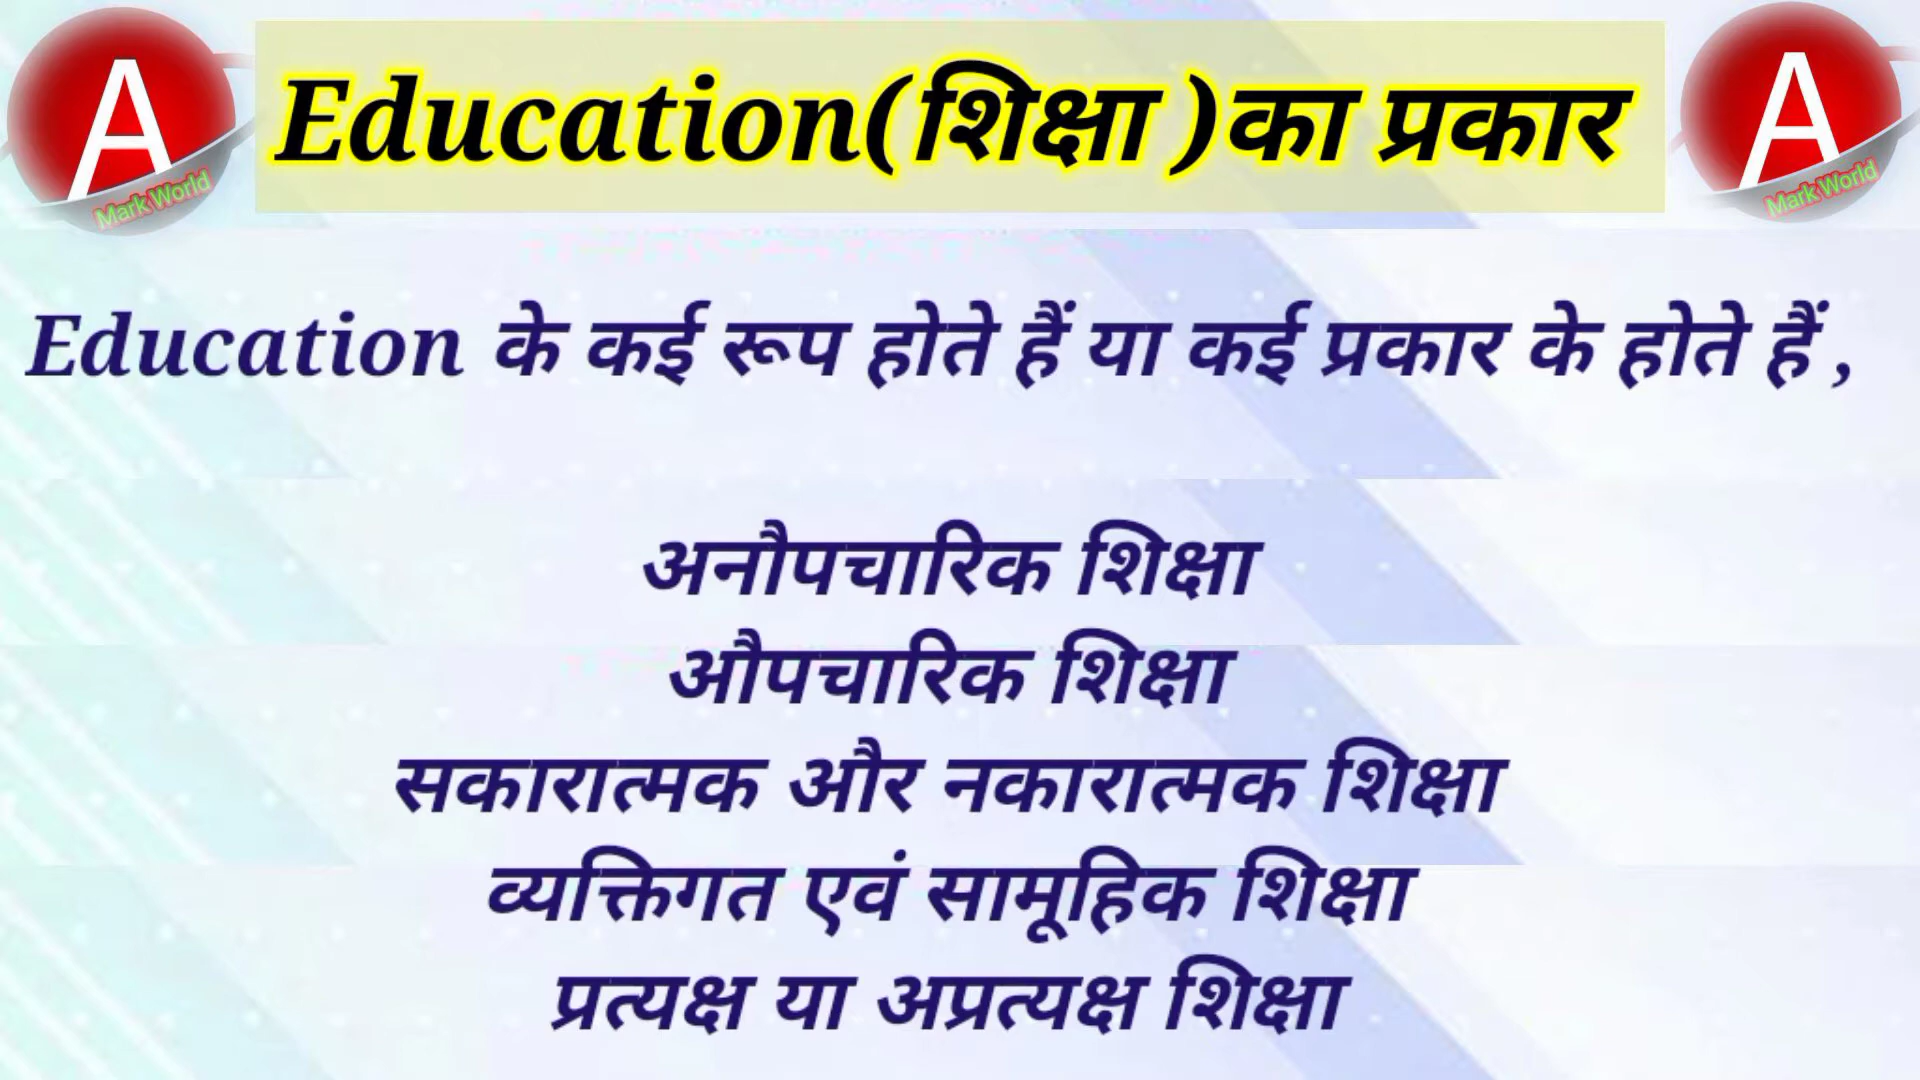 A
Mark World
Education(शिक्षा )का प्रकार
A
Mark World
Education के कई रूप होते हैं या कई प्रकार के होते हैं ,
अनौपचारिक शिक्षा
औपचारिक शिक्षा
सकारात्मक और नकारात्मक शिक्षा
व्यक्तिगत एवं सामूहिक शिक्षा
प्रत्यक्ष या अप्रत्यक्ष शिक्षा